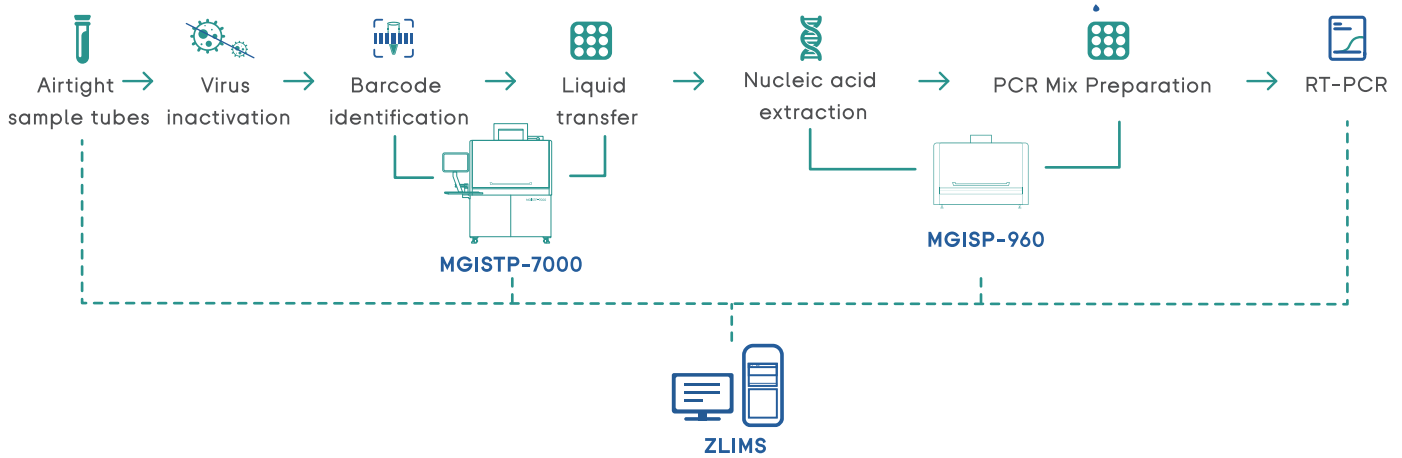 Airtight
sample tubes
Virus
inactivation
Barcode
identification
Liquid
transfer
Nucleic acid
extraction
PCR Mix Preparation
RT-PCR
MGISTP-7000
MGISP-960
ZLIMS